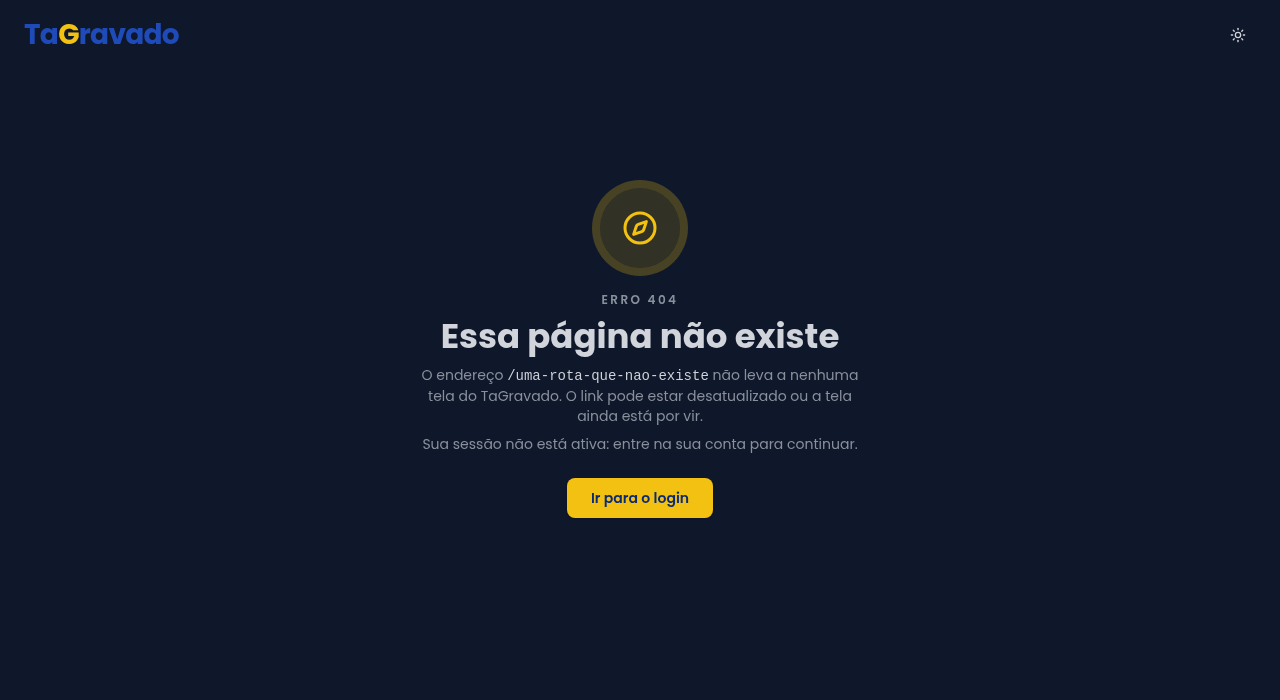 TaGravado
ERRO 404
Essa página não existe
O endereço /uma-rota-que-nao-existe não leva a nenhuma
tela do TaGravado. O link pode estar desatualizado ou a tela
ainda está por vir.
Sua sessão não está ativa: entre na sua conta para continuar.
Ir para o login